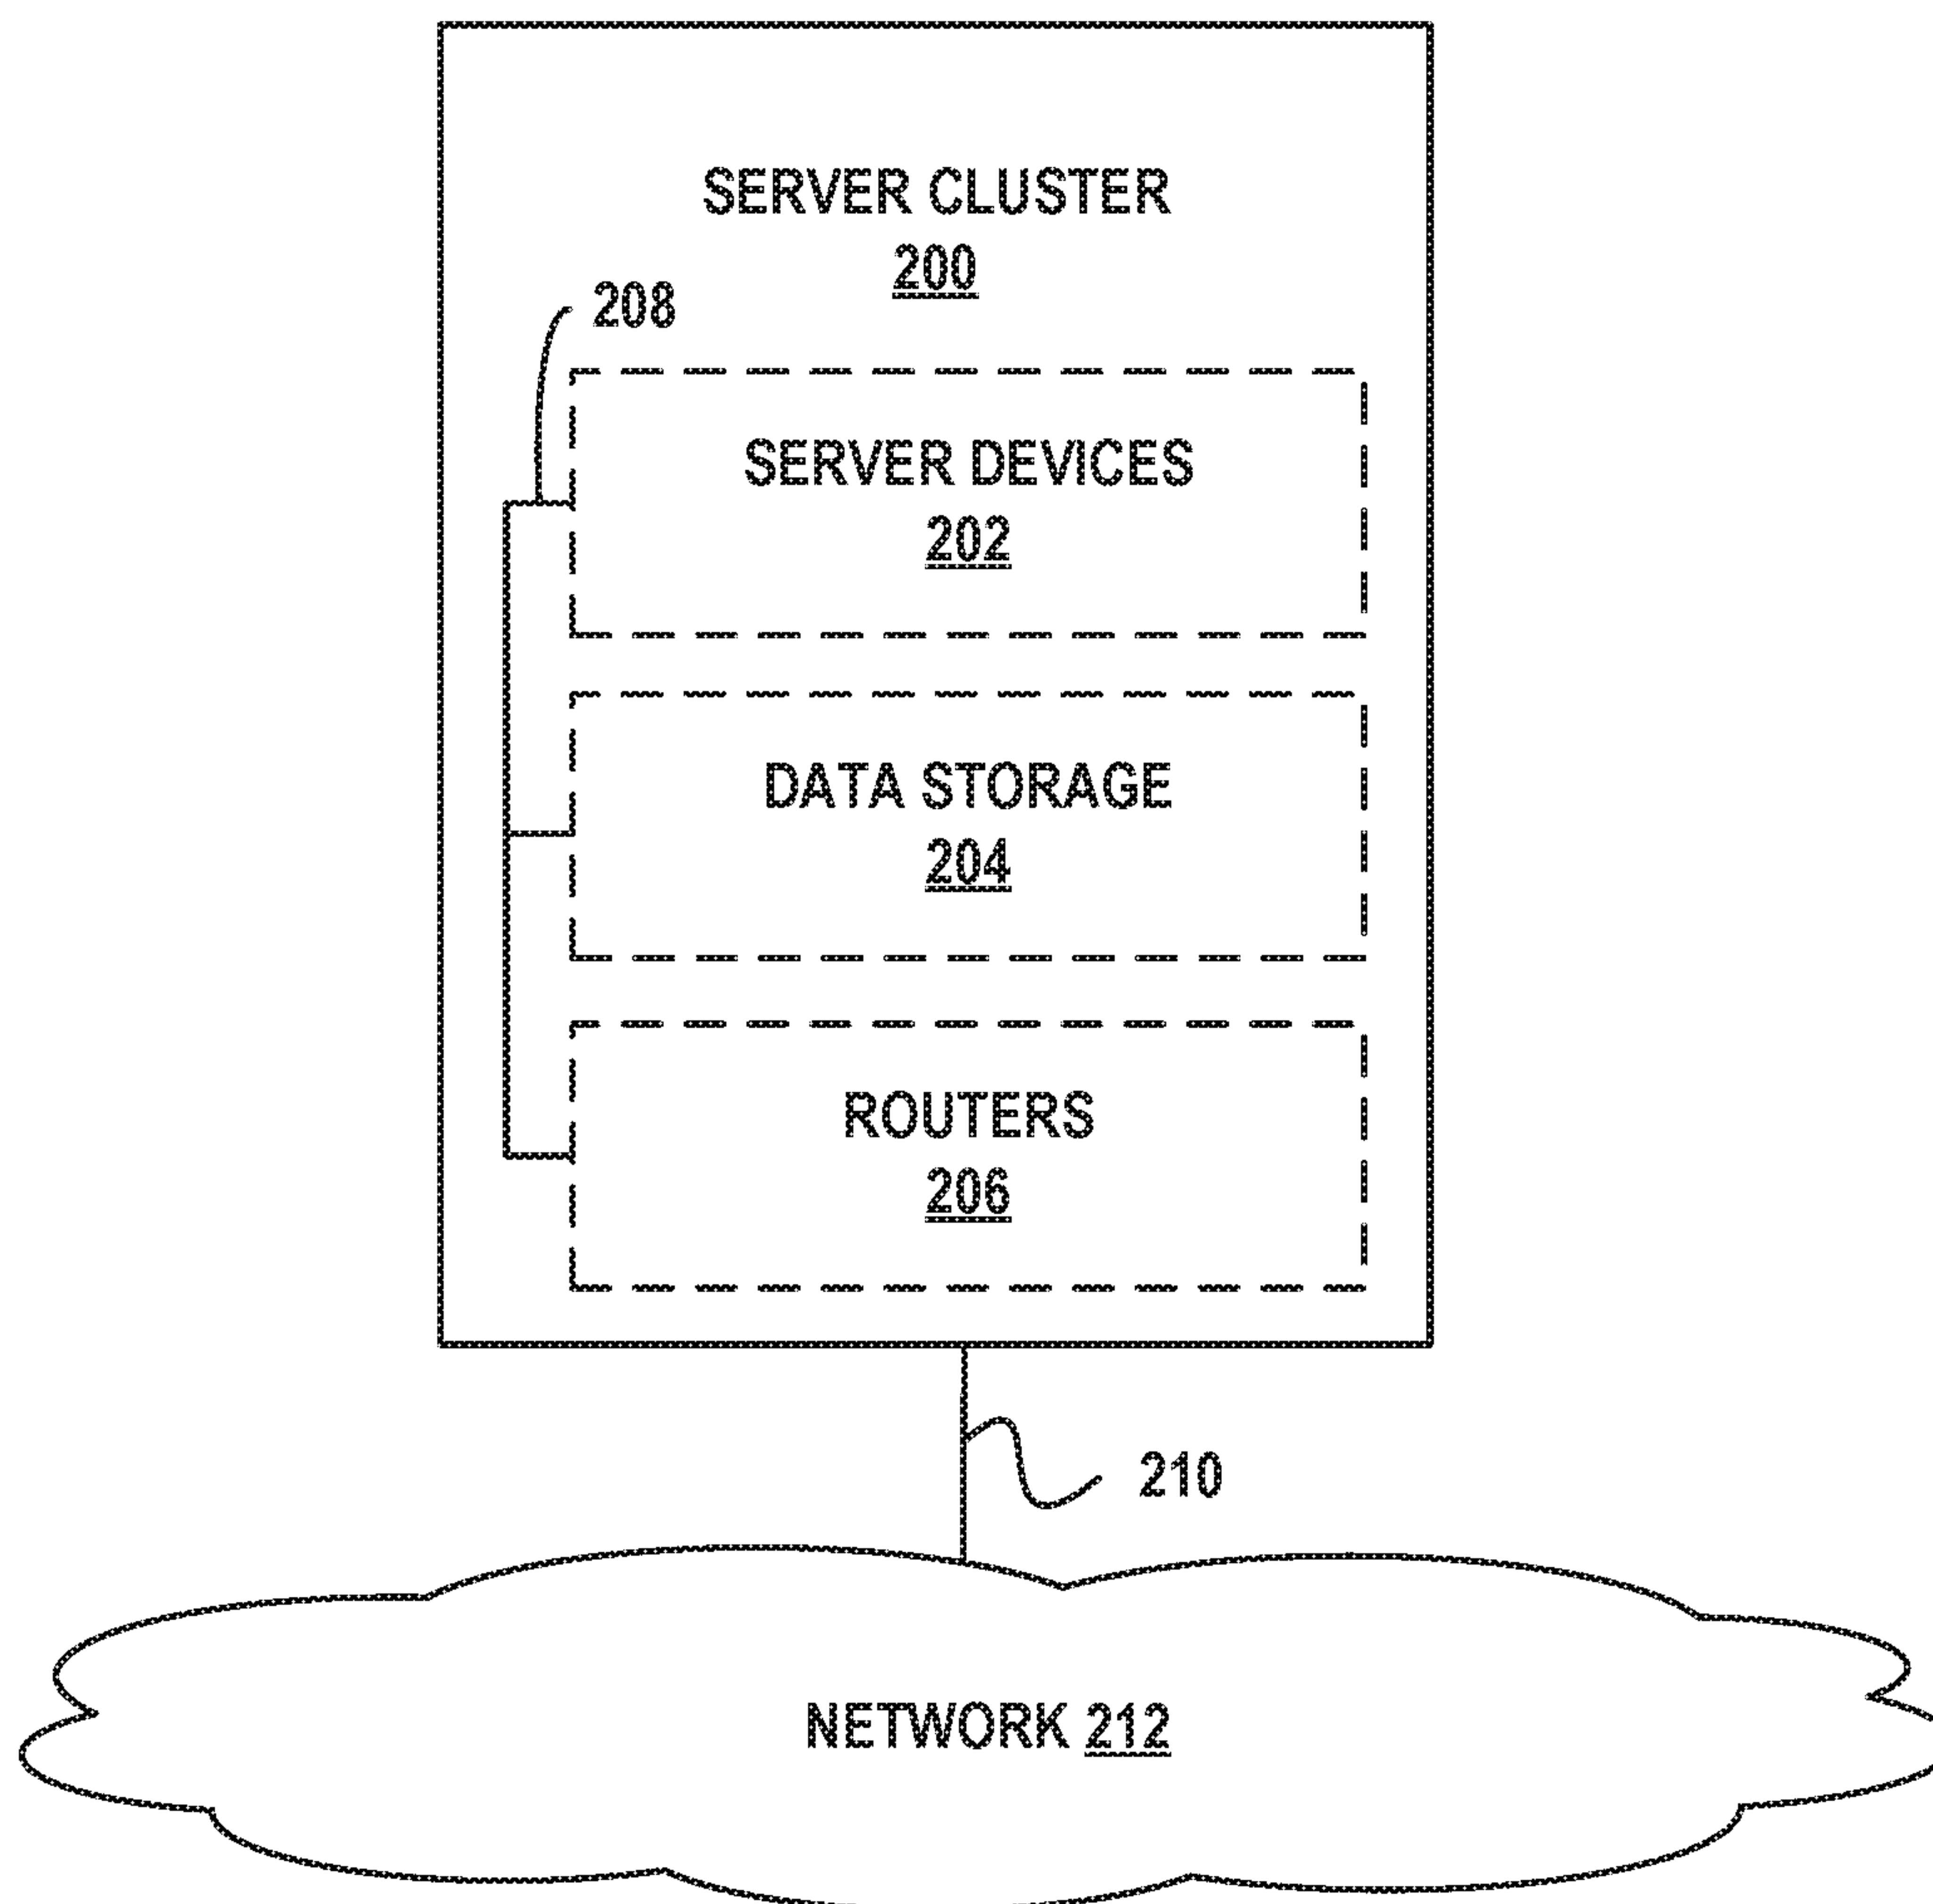 SERVER CLUSTER
200
208
SERVER DEVICES
202
DATA STORAGE
204
ROUTERS
206
210
NETWORK 212